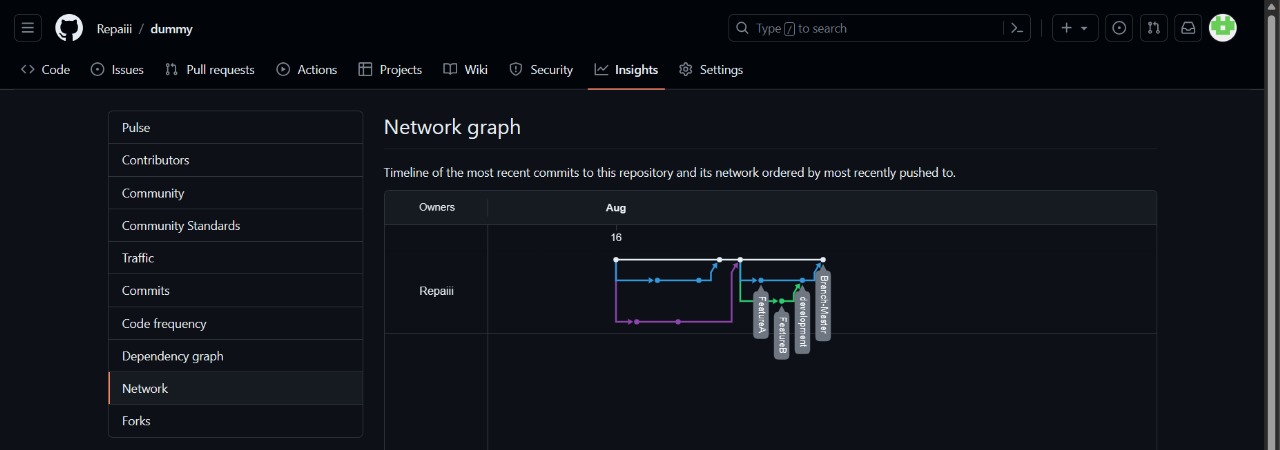 Repaiii / dummy
Type / to search
Code Issues Pull requests Actions Projects Wiki Security Insights Settings
Pulse
Contributors
Community
Community Standards
Traffic
Commits
Code frequency
Dependency graph
Network
Forks
Network graph
Timeline of the most recent commits to this repository and its network ordered by most recently pushed to.
Owners Aug
16
Repaiii
FeatureA
FeatureB
development
Branch-Master